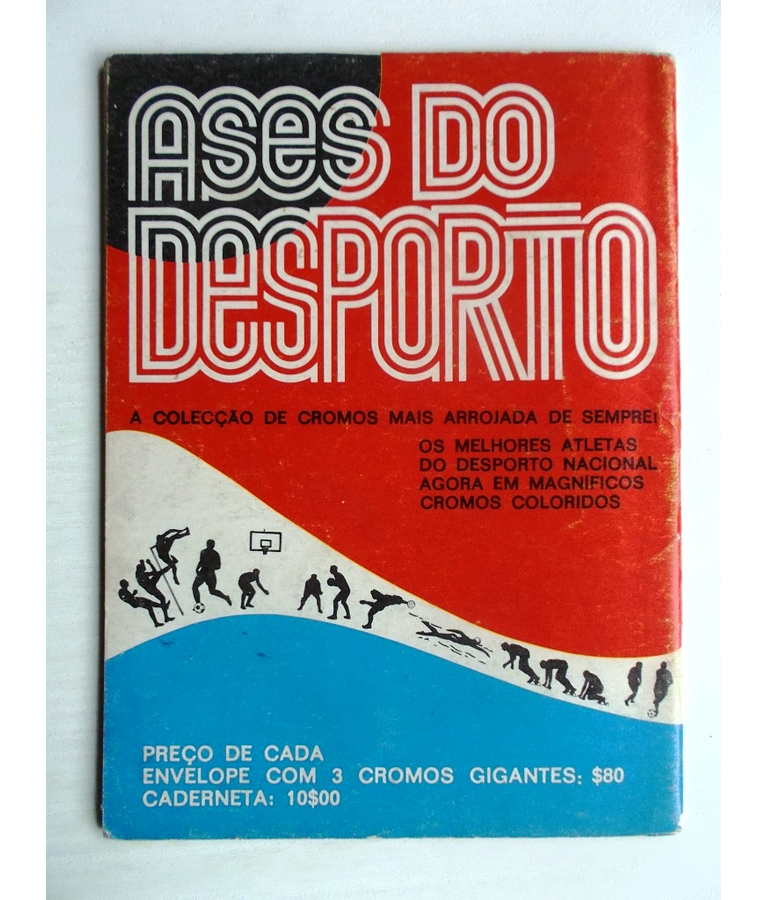 ASeS DO
DeSPORTO
A COLECÇÃO DE CROMOS MAIS ARROJADA DE SEMPRE!
OS MELHORES ATLETAS
DO DESPORTO NACIONAL
AGORA EM MAGNIFICOS
CROMOS COLORIDOS
PREÇO DE CADA
ENVELOPE COM 3 CROMOS GIGANTES: $80
CADERNETA: 10$00